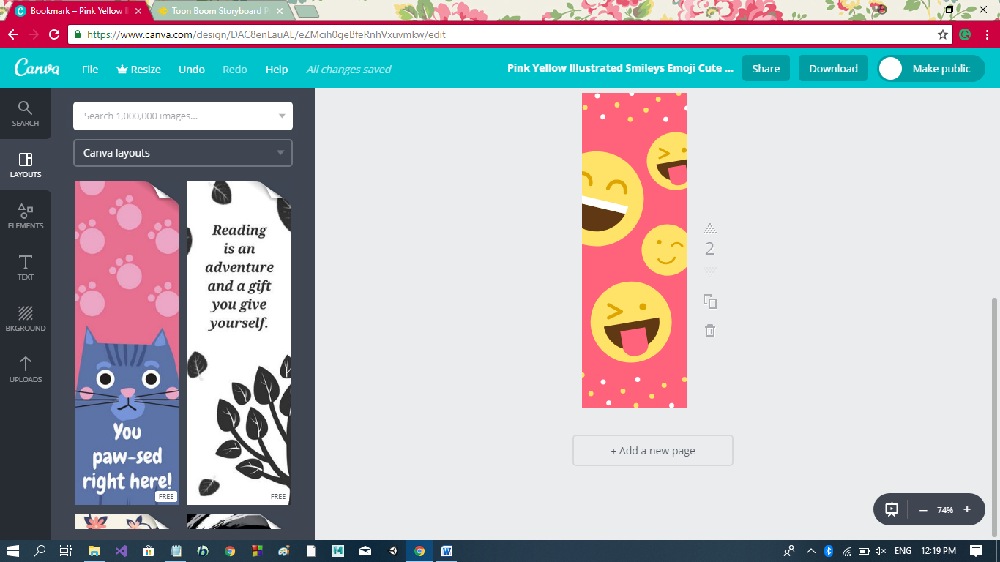 Bookmark – Pink Yellow Il
Toon Boom Storyboard P
https://www.canva.com/design/DAC8enLauAE/eZMcih0geBfeRnhVxuvmkw/edit
Canva
File
Resize
Undo
Redo
Help
All changes saved
Pink Yellow Illustrated Smileys Emoji Cute ...
Share
Download
Make public
SEARCH
LAYOUTS
ELEMENTS
TEXT
BKGROUND
UPLOADS
Search 1,000,000 images...
Canva layouts
You
paw-sed
right here!
FREE
Reading
is an
adventure
and a gift
you give
yourself.
FREE
2
+ Add a new page
74%
ENG
12:19 PM